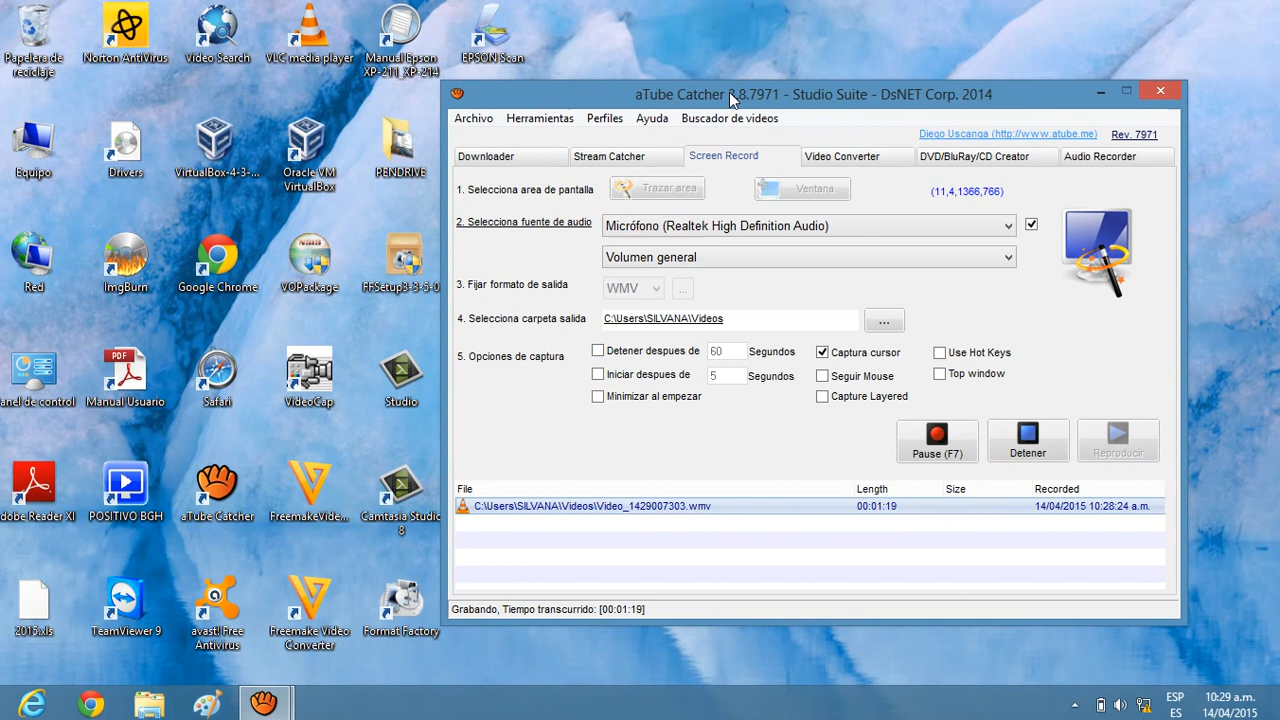 Papelera de reciclaje
Norton AntiVirus
Video Search
VLC media player
Manual Epson XP-211_XP-214
EPSON Scan
Equipo
Drivers
VirtualBox-4-3-...
Oracle VM VirtualBox
PENDRIVE
Red
ImgBurn
Google Chrome
VOPackage
FFSetup3-3-5-0
anel de control
PDF
Manual Usuario
Safari
VideoCap
Studio
dobe Reader XI
POSITIVO BGH
aTube Catcher
FreemakeVide...
Camtasia Studio 8
2015.xls
TeamViewer 9
avast! Free Antivirus
Freemake Video Converter
Format Factory
aTube Catcher 3.8.7971 - Studio Suite - DsNET Corp. 2014
Archivo Herramientas Perfiles Ayuda Buscador de videos
Diego Uscanga (http://www.atube.me) Rev. 7971
Downloader Stream Catcher Screen Record Video Converter DVD/BluRay/CD Creator Audio Recorder
1. Selecciona area de pantalla Trazar area Ventana (11,4,1366,766)
2. Selecciona fuente de audio Micrófono (Realtek High Definition Audio)
Volumen general
3. Fijar formato de salida WMV ...
4. Selecciona carpeta salida C:\Users\SILVANA\Videos ...
5. Opciones de captura Detener despues de 60 Segundos Captura cursor Use Hot Keys
Iniciar despues de 5 Segundos Seguir Mouse Top window
Minimizar al empezar Capture Layered
Pause (F7) Detener Reproducir
File Length Size Recorded
C:\Users\SILVANA\Videos\Video_1429007303.wmv 00:01:19 14/04/2015 10:28:24 a.m.
Grabando, Tiempo transcurrido: [00:01:19]
ESP 10:29 a.m.
ES 14/04/2015